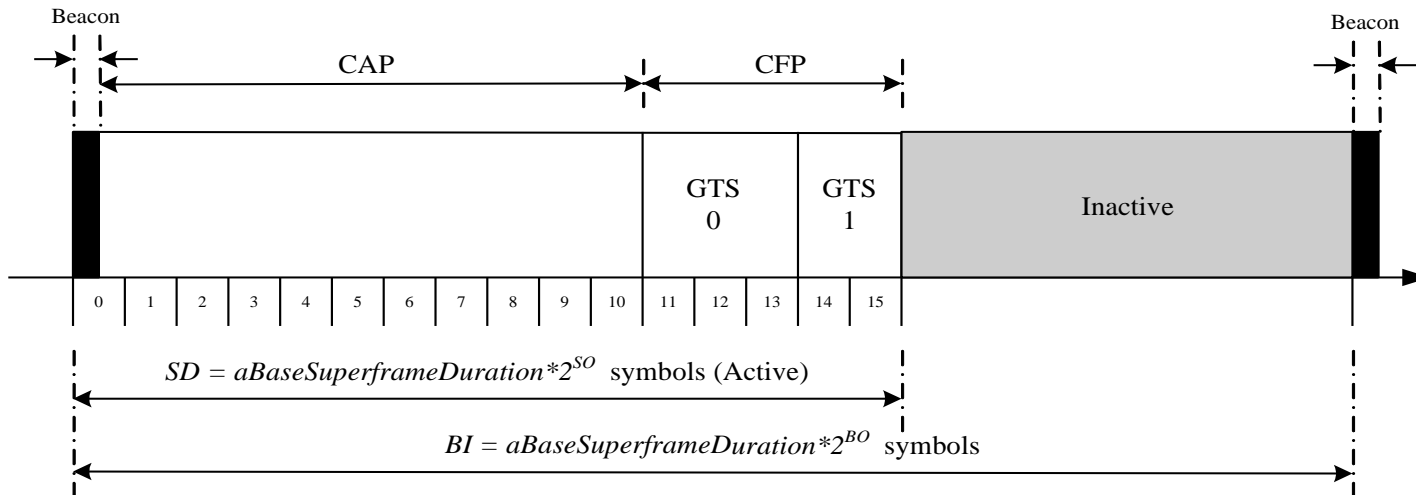 Beacon
Beacon
CAP
CFP
GTS
0
GTS
1
Inactive
0 1 2 3 4 5 6 7 8 9 10 11 12 13 14 15
SD = aBaseSuperframeDuration*2^SO symbols (Active)
BI = aBaseSuperframeDuration*2^BO symbols